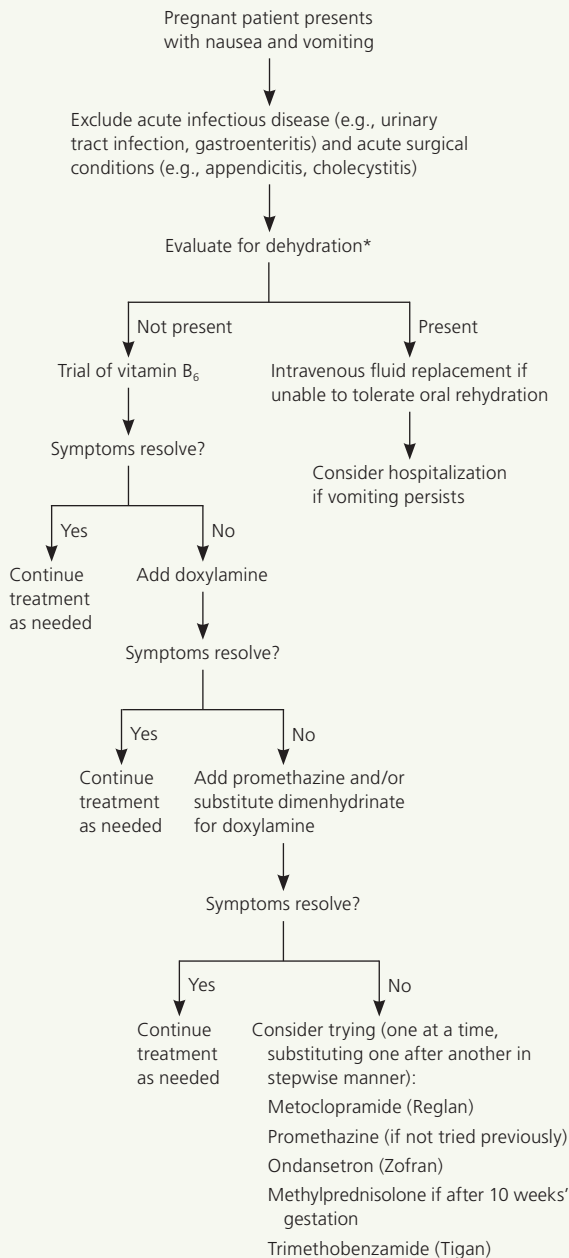 Pregnant patient presents
with nausea and vomiting
Exclude acute infectious disease (e.g., urinary
tract infection, gastroenteritis) and acute surgical
conditions (e.g., appendicitis, cholecystitis)
Evaluate for dehydration*
Not present
Present
Trial of vitamin B₆
Intravenous fluid replacement if
unable to tolerate oral rehydration
Symptoms resolve?
Consider hospitalization
if vomiting persists
Yes
No
Continue
treatment
as needed
Add doxylamine
Symptoms resolve?
Yes
No
Continue
treatment
as needed
Add promethazine and/or
substitute dimenhydrinate
for doxylamine
Symptoms resolve?
Yes
No
Continue
treatment
as needed
Consider trying (one at a time,
substituting one after another in
stepwise manner):
Metoclopramide (Reglan)
Promethazine (if not tried previously)
Ondansetron (Zofran)
Methylprednisolone if after 10 weeks'
gestation
Trimethobenzamide (Tigan)